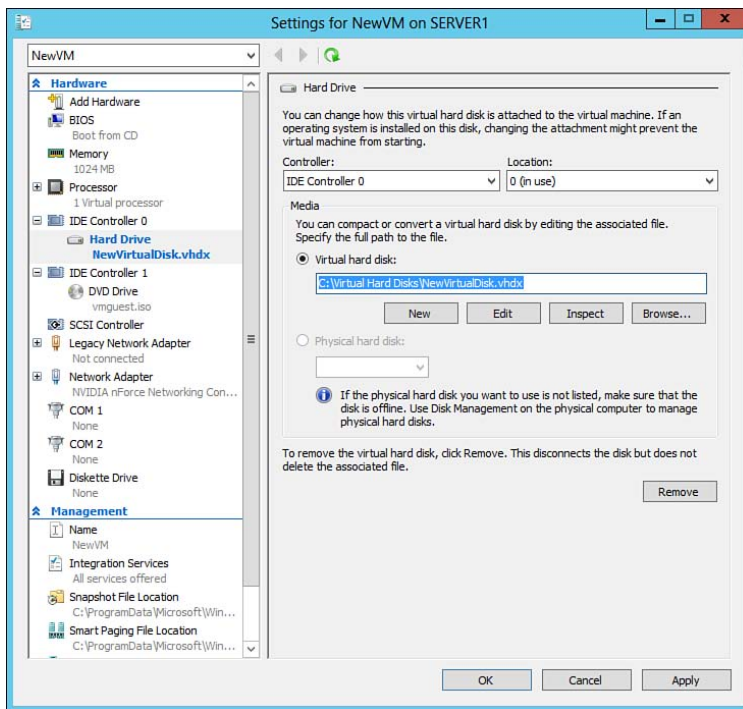 Settings for NewVM on SERVER1
NewVM
Hardware
Add Hardware
BIOS
Boot from CD
Memory
1024 MB
Processor
1 Virtual processor
IDE Controller 0
Hard Drive
NewVirtualDisk.vhdx
IDE Controller 1
DVD Drive
vmguest.iso
SCSI Controller
Legacy Network Adapter
Not connected
Network Adapter
NVIDIA nForce Networking Con...
COM 1
None
COM 2
None
Diskette Drive
None
Management
Name
NewVM
Integration Services
All services offered
Snapshot File Location
C:\ProgramData\Microsoft\Win...
Smart Paging File Location
C:\ProgramData\Microsoft\Win...
Hard Drive
You can change how this virtual hard disk is attached to the virtual machine. If an
operating system is installed on this disk, changing the attachment might prevent the
virtual machine from starting.
Controller:
Location:
IDE Controller 0
0 (in use)
Media
You can compact or convert a virtual hard disk by editing the associated file.
Specify the full path to the file.
Virtual hard disk:
C:\Virtual Hard Disks\NewVirtualDisk.vhdx
New
Edit
Inspect
Browse...
Physical hard disk:
If the physical hard disk you want to use is not listed, make sure that the
disk is offline. Use Disk Management on the physical computer to manage
physical hard disks.
To remove the virtual hard disk, click Remove. This disconnects the disk but does not
delete the associated file.
Remove
OK
Cancel
Apply